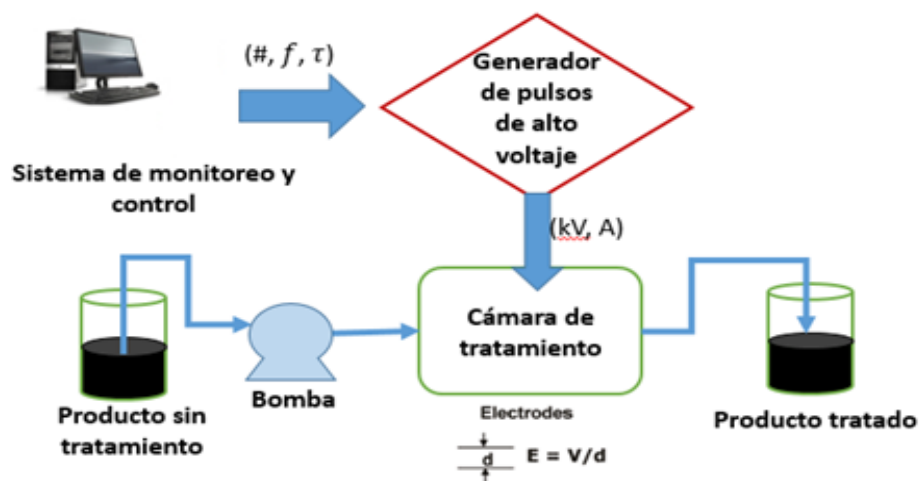 (#, f, τ)
Generador
de pulsos
de alto
voltaje
Sistema de monitoreo y
control
(kV, A)
Cámara de
tratamiento
Bomba
Producto sin
tratamiento
Producto tratado
Electrodes
d
E = V/d